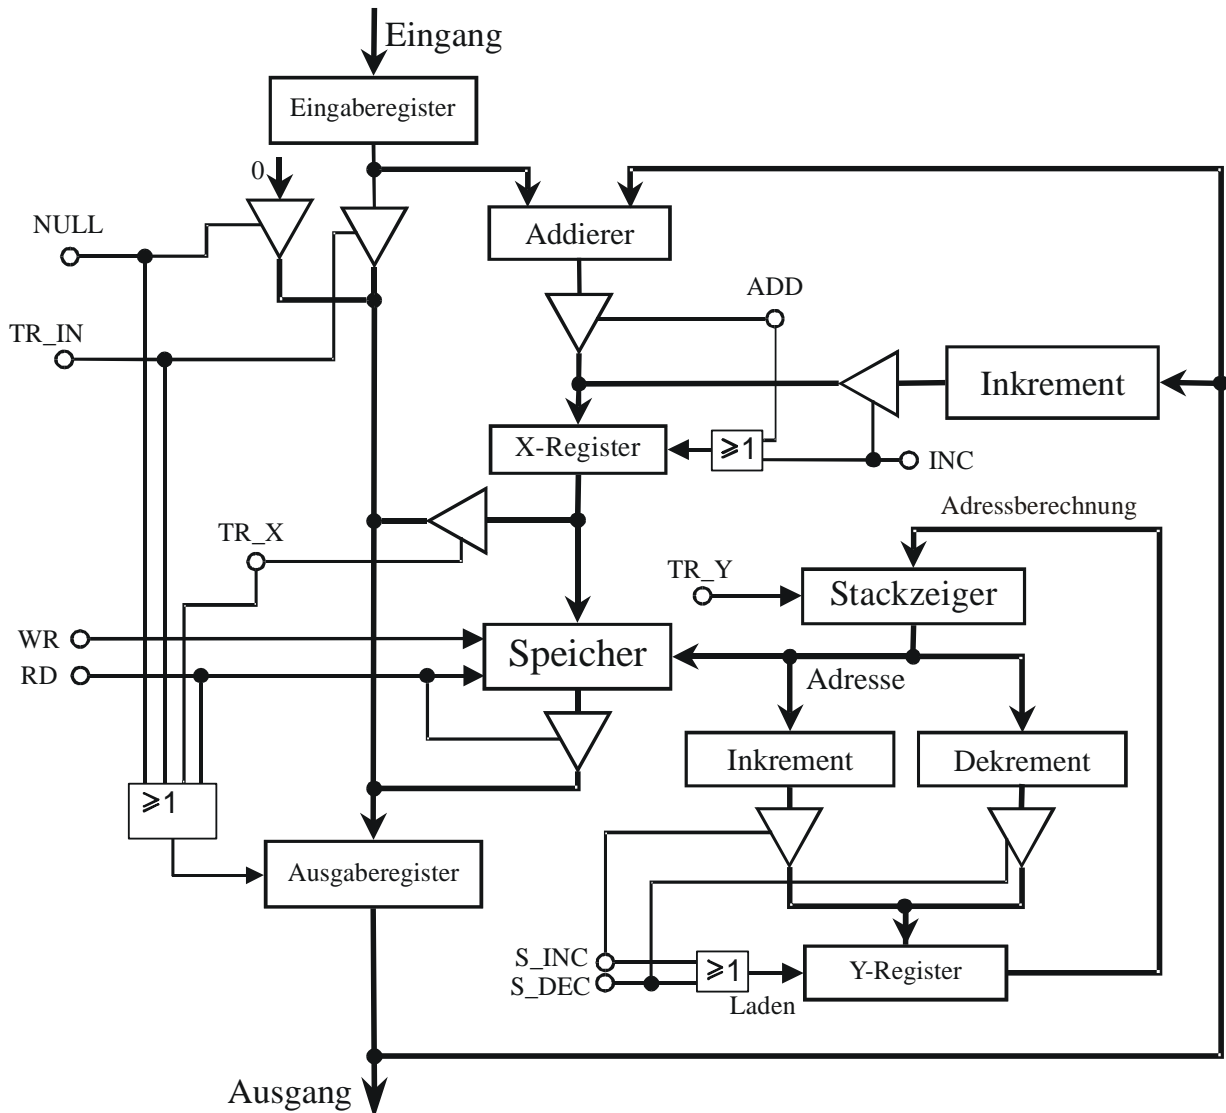 Eingang
Eingaberegister
0
NULL
Addierer
ADD
TR_IN
Inkrement
X-Register
≥1
INC
Adressberechnung
TR_X
TR_Y
Stackzeiger
WR
Speicher
RD
Adresse
Inkrement
Dekrement
≥1
Ausgaberegister
S_INC
≥1
Y-Register
S_DEC
Laden
Ausgang